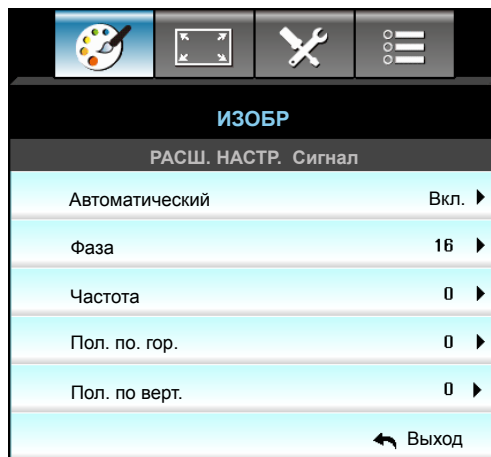 ИЗОБР
РАСШ. НАСТР. Сигнал
Автоматический Вкл.
Фаза 16
Частота 0
Пол. по. гор. 0
Пол. по верт. 0
Выход